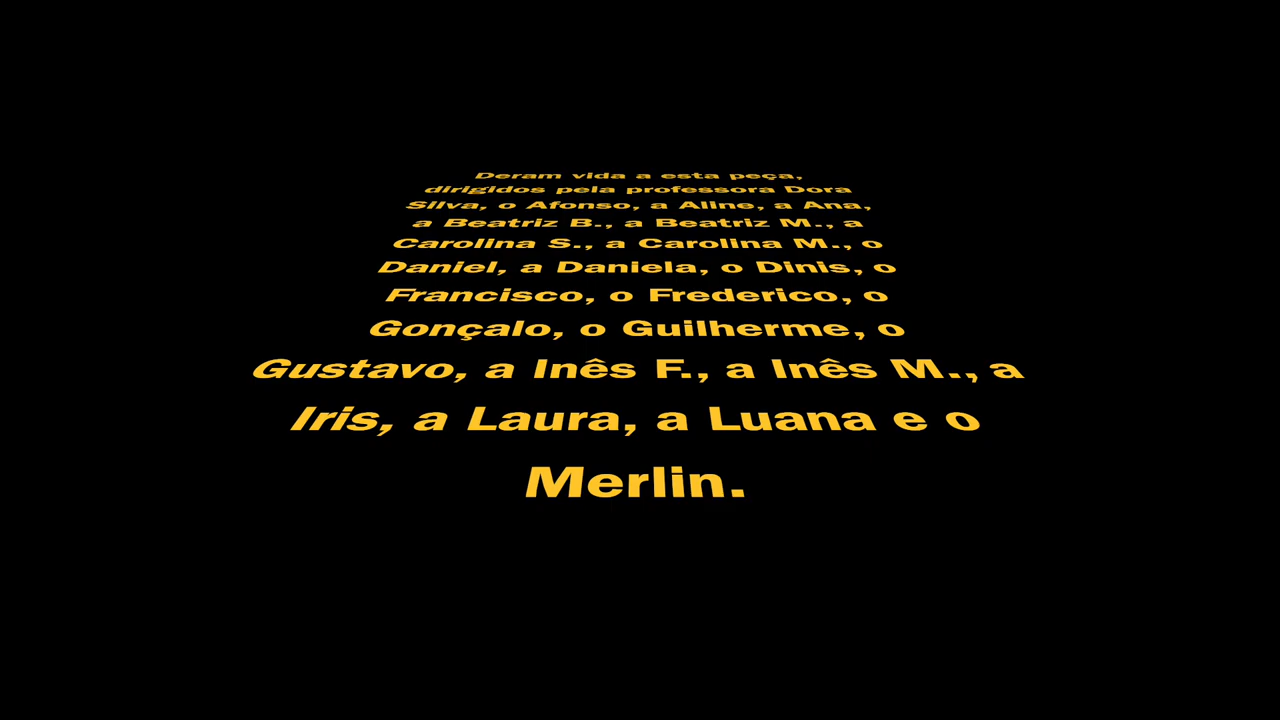 Deram vida a esta peça,
dirigidos pela professora Dora
Silva, o Afonso, a Aline, a Ana,
a Beatriz B., a Beatriz M., a
Carolina S., a Carolina M., o
Daniel, a Daniela, o Dinis, o
Francisco, o Frederico, o
Gonçalo, o Guilherme, o
Gustavo, a Inês F., a Inês M., a
Iris, a Laura, a Luana e o
Merlin.